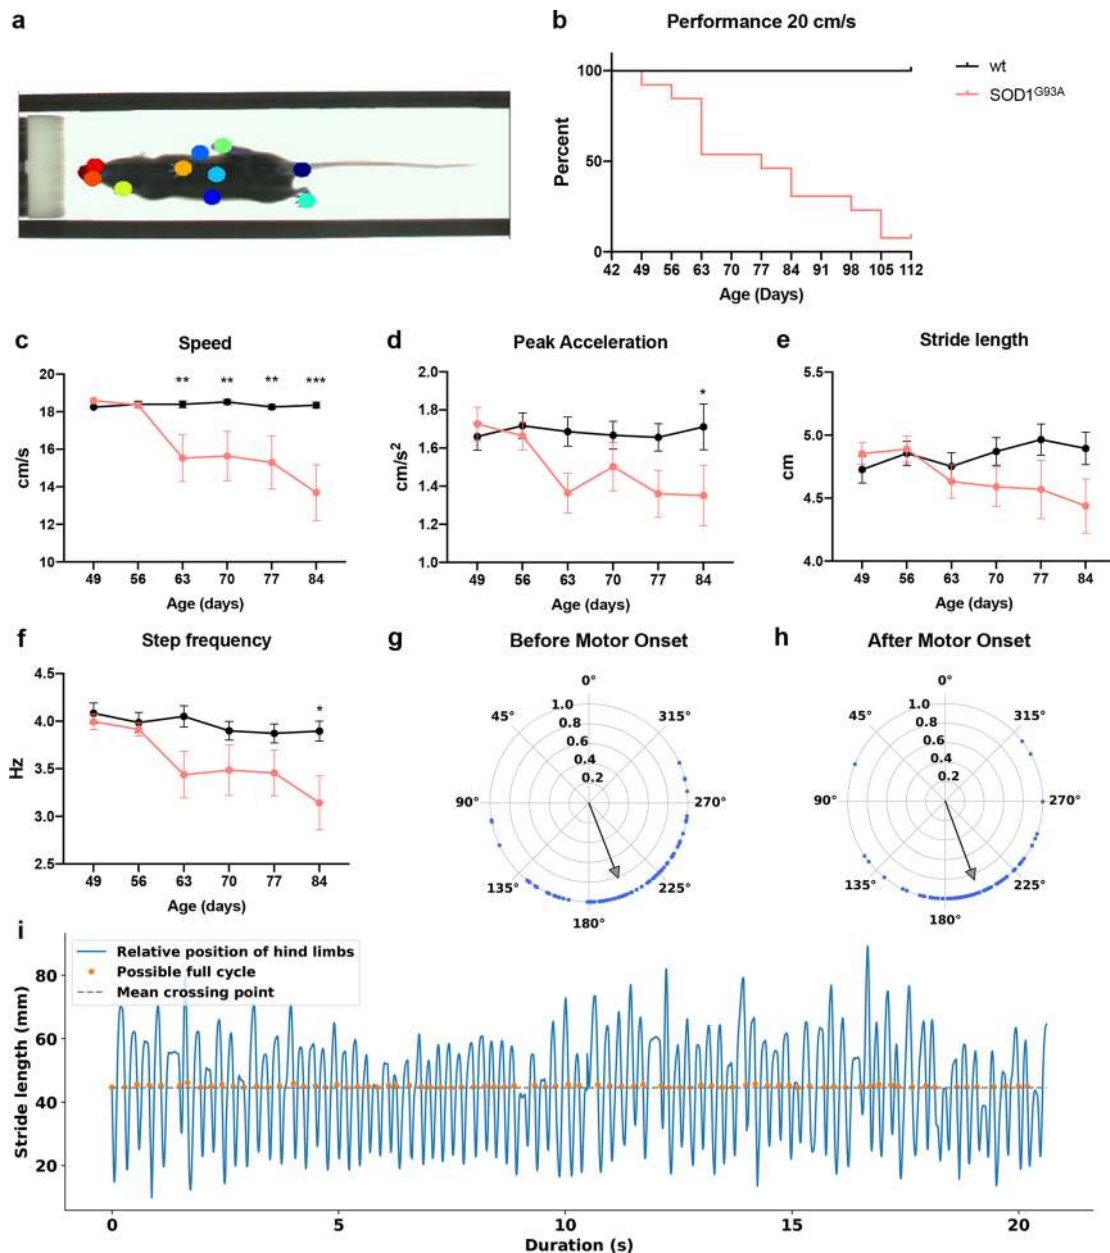 a
b
Performance 20 cm/s
wt
SOD1G93A
100
50
0
Percent
42 49 56 63 70 77 84 91 98 105 112
Age (Days)
c
Speed
20
18
16
14
12
10
cm/s
** ** ** ***
49 56 63 70 77 84
Age (days)
d
Peak Acceleration
2.0
1.8
1.6
1.4
1.2
1.0
cm/s2
*
49 56 63 70 77 84
Age (days)
e
Stride length
5.5
5.0
4.5
4.0
cm
49 56 63 70 77 84
Age (days)
f
Step frequency
4.5
4.0
3.5
3.0
2.5
Hz
*
49 56 63 70 77 84
Age (days)
g
Before Motor Onset
0°
45° 315°
1.0
0.8
0.6
0.4
0.2
90° 270°
135° 225°
180°
h
After Motor Onset
0°
45° 315°
1.0
0.8
0.6
0.4
0.2
90° 270°
135° 225°
180°
i
Relative position of hind limbs
Possible full cycle
Mean crossing point
Stride length (mm)
80
60
40
20
0 5 10 15 20
Duration (s)